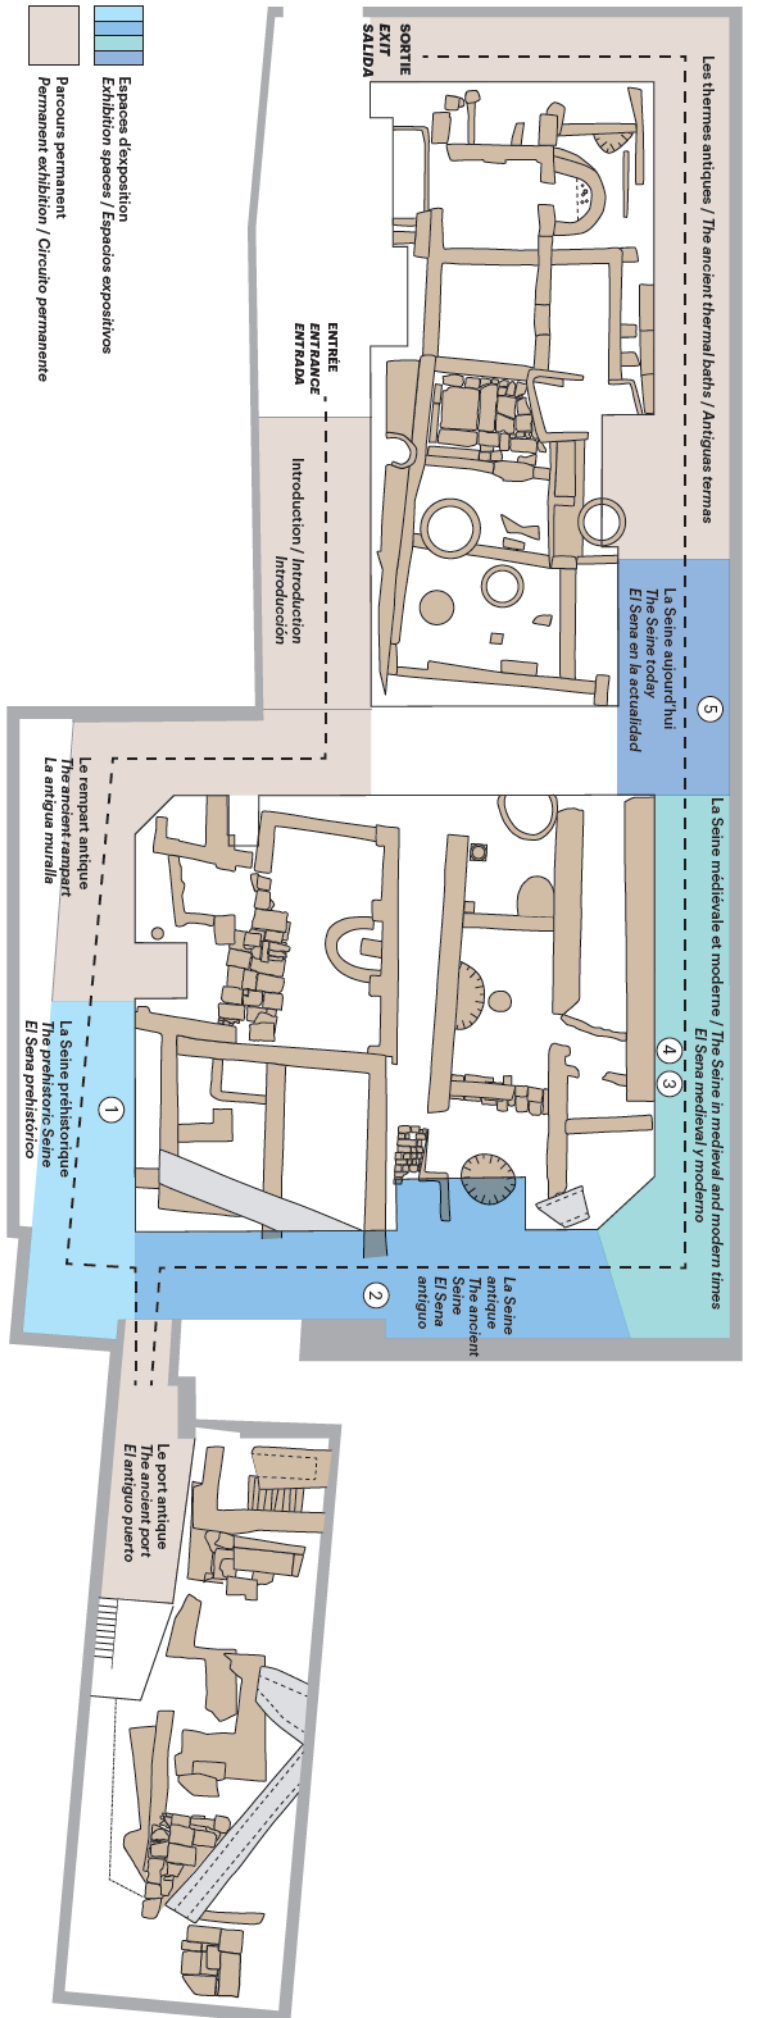 Espaces d'exposition
Exhibition spaces / Espacios expositivos
Parcours permanent
Permanent exhibition / Circuito permanente
SORTIE
EXIT
SALIDA
ENTRÉE
ENTRANCE
ENTRADA
Introduction / Introduction
Introducción
Le rempart antique
The ancient rampart
La antigua muralla
La Seine préhistorique
The prehistoric Seine
El Sena prehistórico
1
Le port antique
The ancient port
El antiguo puerto
La Seine
antique
The ancient
Seine
El Sena
antiguo
2
La Seine médiévale et moderne / The Seine in medieval and modern times
El Sena medieval y moderno
4
3
La Seine aujourd'hui
The Seine today
El Sena en la actualidad
5
Les thermes antiques / The ancient thermal baths / Antiguas termas